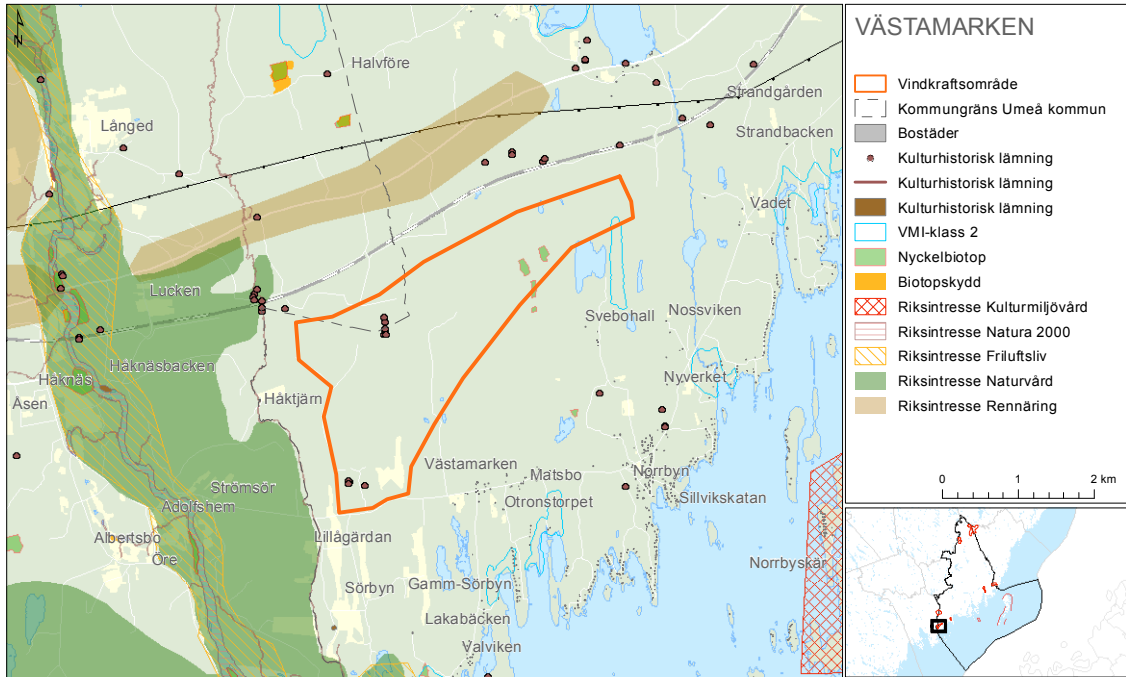 N
Halvföre
Långed
Strandgården
Strandbacken
Vadet
Lucken
Svebohall
Nossviken
Håknäsbacken
Håknäs
Nyverket
Åsen
Håktjärn
Västamarken
Matsbo
Norrbyn
Strömsör
Otronstorpet
Sillvikskatan
Adolfshem
Albertsbo
Lillågärdan
Öre
Norrbyskär
Sörbyn
Gamm-Sörbyn
Lakabäcken
Valviken
VÄSTAMARKEN
Vindkraftsområde
Kommungräns Umeå kommun
Bostäder
Kulturhistorisk lämning
Kulturhistorisk lämning
Kulturhistorisk lämning
VMI-klass 2
Nyckelbiotop
Biotopskydd
Riksintresse Kulturmiljövård
Riksintresse Natura 2000
Riksintresse Friluftsliv
Riksintresse Naturvård
Riksintresse Rennäring
0 1 2 km